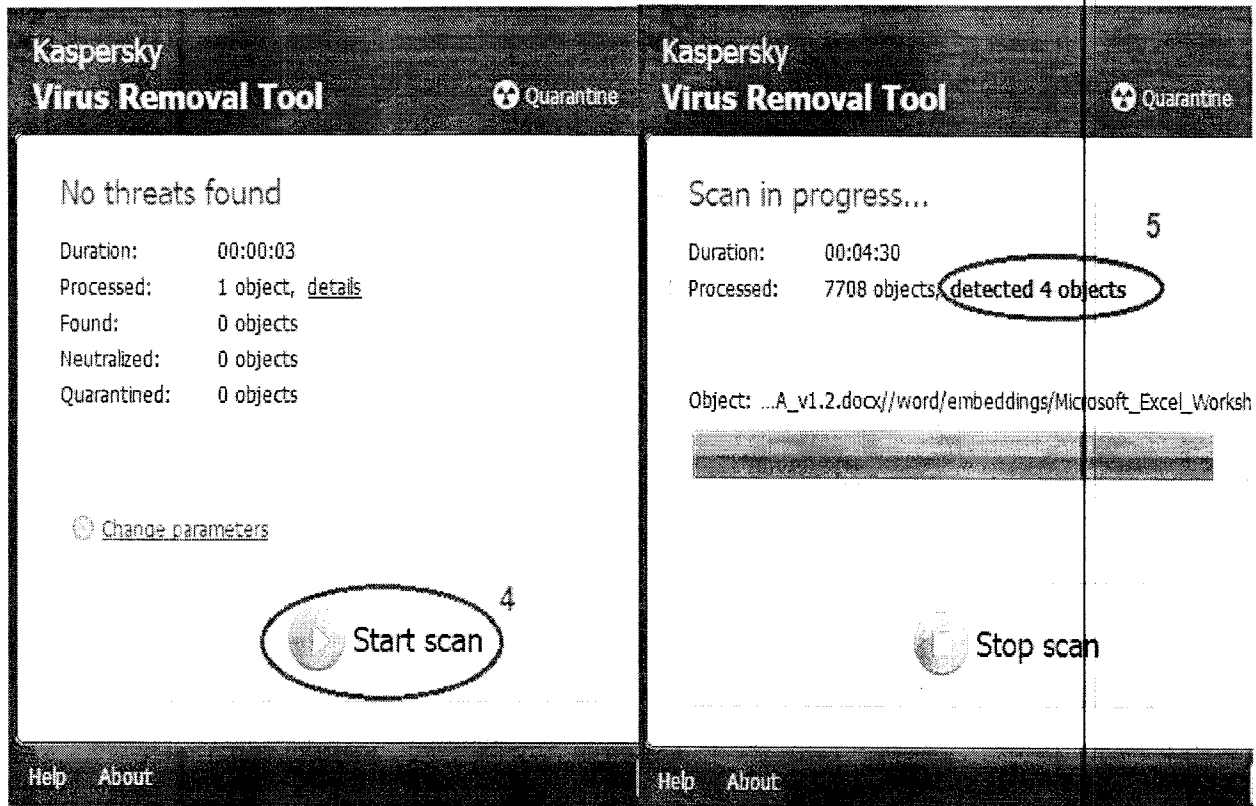 Kaspersky
Virus Removal Tool
Quarantine
No threats found
Duration: 00:00:03
Processed: 1 object, details
Found: 0 objects
Neutralized: 0 objects
Quarantined: 0 objects
Change parameters
4
Start scan
Help About
Kaspersky
Virus Removal Tool
Quarantine
Scan in progress...
5
Duration: 00:04:30
Processed: 7708 objects, detected 4 objects
Object: ...A_v1.2.docx//word/embeddings/Microsoft_Excel_Worksh
Stop scan
Help About